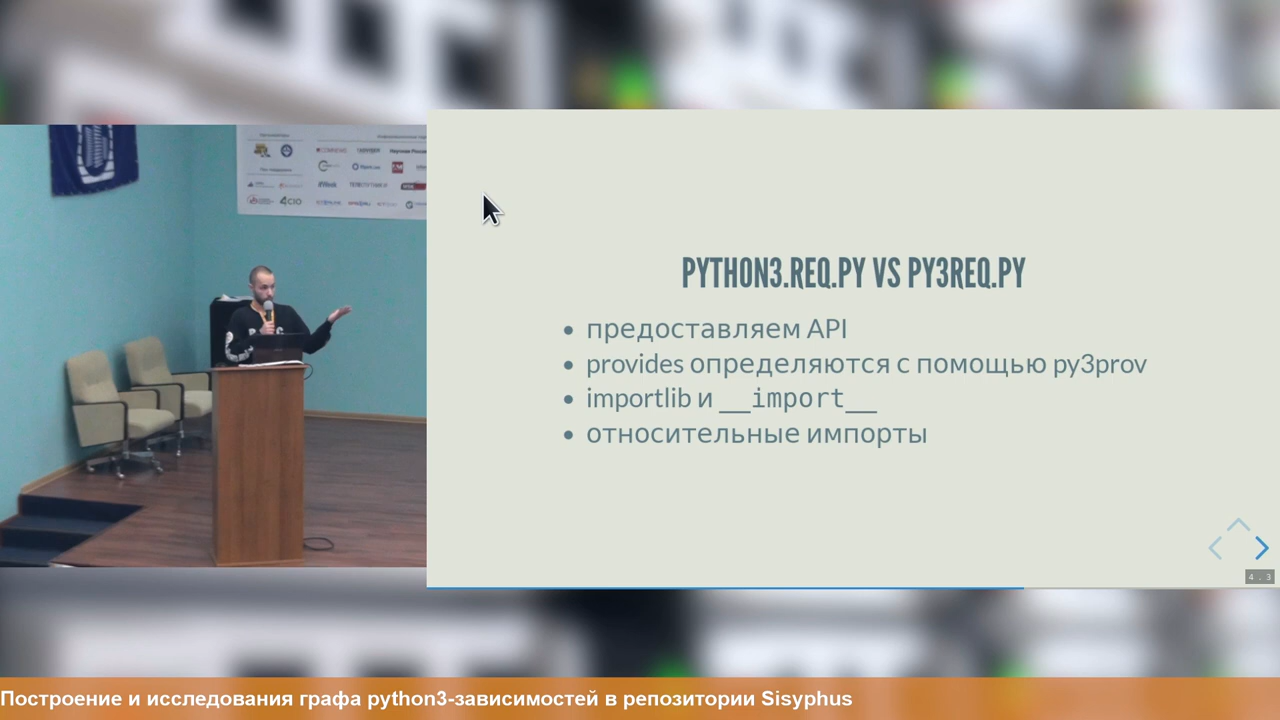 PYTHON3.REQ.PY VS PY3REQ.PY
предоставляем API
provides определяются с помощью py3prov
importlib и __import__
относительные импорты
4 . 3
Построение и исследования графа python3-зависимостей в репозитории Sisyphus